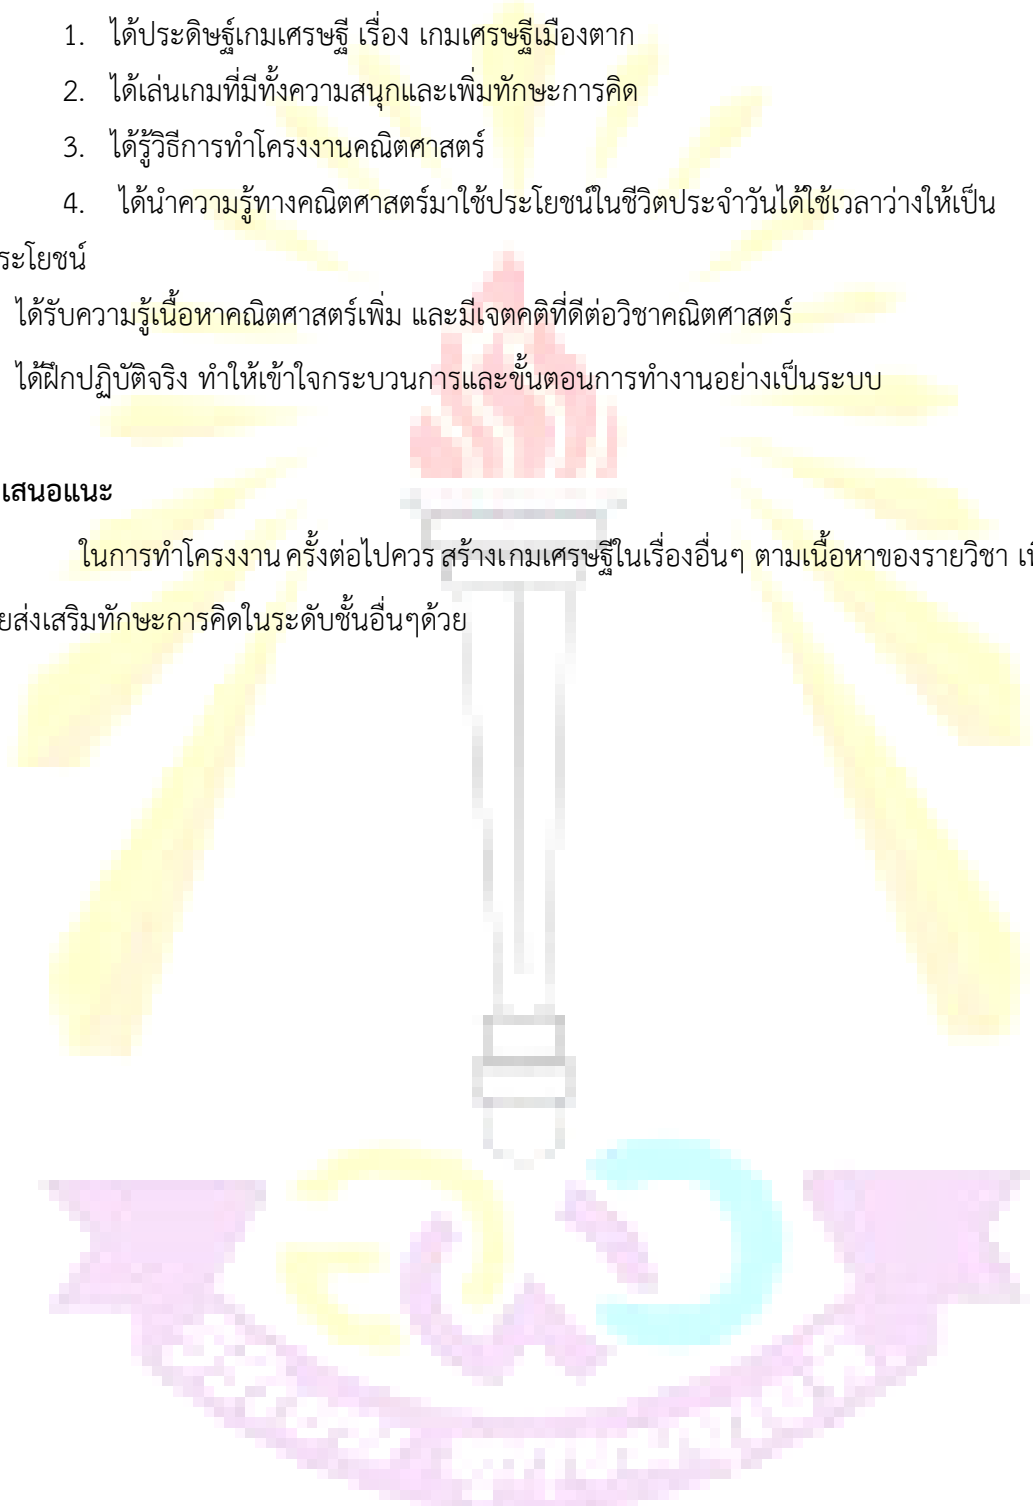 1. ได้ประดิษฐ์เกมเศรษฐี เรื่อง เกมเศรษฐีเมืองตาก
2. ได้เล่นเกมที่มีทั้งความสนุกและเพิ่มทักษะการคิด
3. ได้รู้วิธีการทำโครงงานคณิตศาสตร์
4. ได้นำความรู้ทางคณิตศาสตร์มาใช้ประโยชน์ในชีวิตประจำวันได้ใช้เวลาว่างให้เป็น
ระโยชน์
ได้รับความรู้เนื้อหาคณิตศาสตร์เพิ่ม และมีเจตคติที่ดีต่อวิชาคณิตศาสตร์
ได้ฝึกปฏิบัติจริง ทำให้เข้าใจกระบวนการและขั้นตอนการทำงานอย่างเป็นระบบ
เสนอแนะ
ในการทำโครงงาน ครั้งต่อไปควร สร้างเกมเศรษฐีในเรื่องอื่นๆ ตามเนื้อหาของรายวิชา
ยส่งเสริมทักษะการคิดในระดับชั้นอื่นๆด้วย